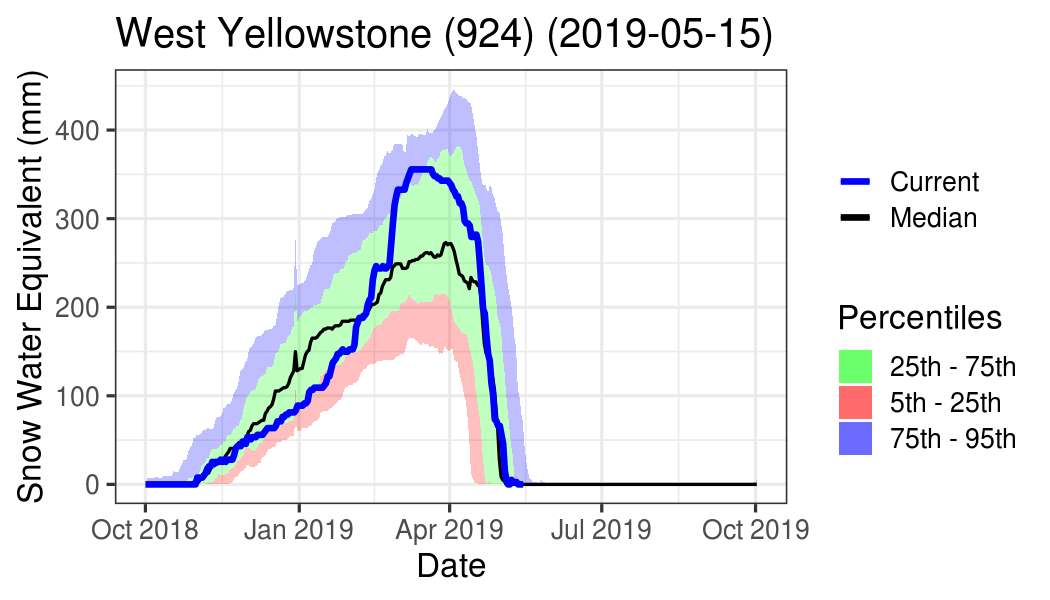 West Yellowstone (924) (2019-05-15)
Snow Water Equivalent (mm)
400
300
200
100
0
Oct 2018
Jan 2019
Apr 2019
Jul 2019
Oct 2019
Date
Current
Median
Percentiles
25th - 75th
5th - 25th
75th - 95th